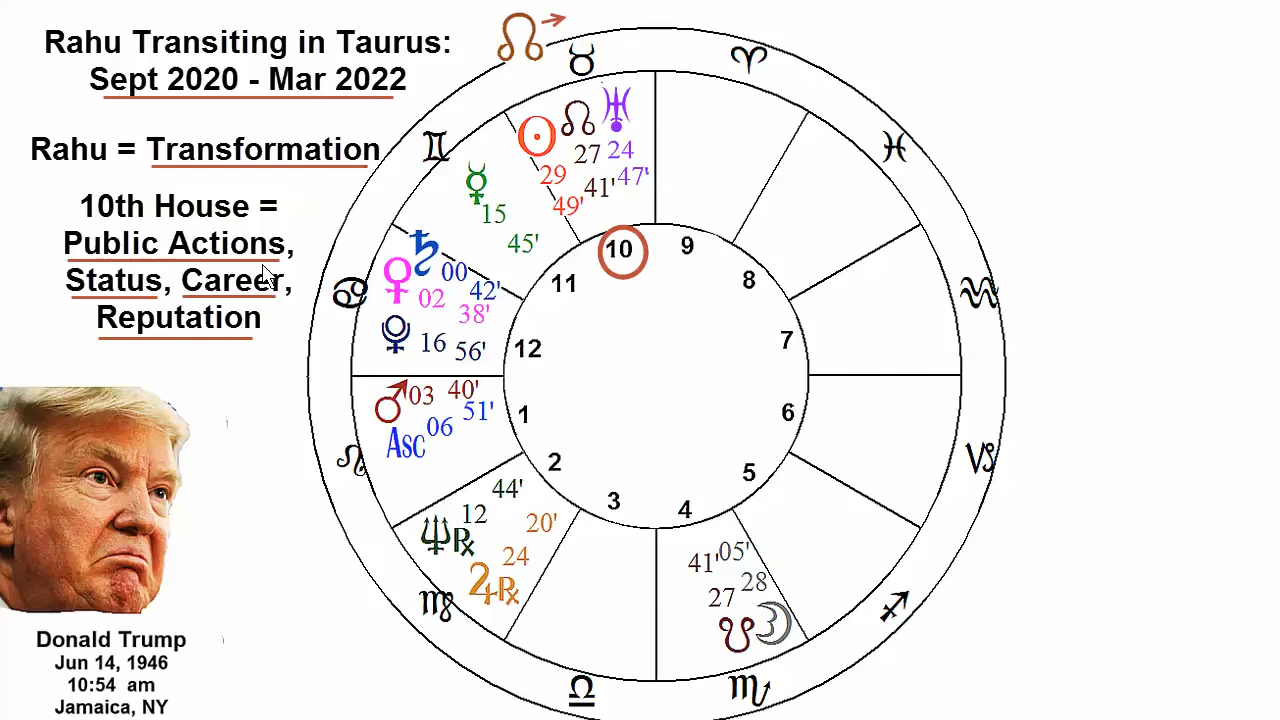 Rahu Transiting in Taurus:
Sept 2020 - Mar 2022
Rahu = Transformation
10th House =
Public Actions,
Status, Career,
Reputation
Donald Trump
Jun 14, 1946
10:54 am
Jamaica, NY
29 49'
27 41'
24 47'
15 45'
00 42'
02 38'
16 56'
03 40'
Asc 06 51'
12 44'
24 20'
27 41'
28 05'
℞
℞
1
2
3
4
5
6
7
8
9
10
11
12